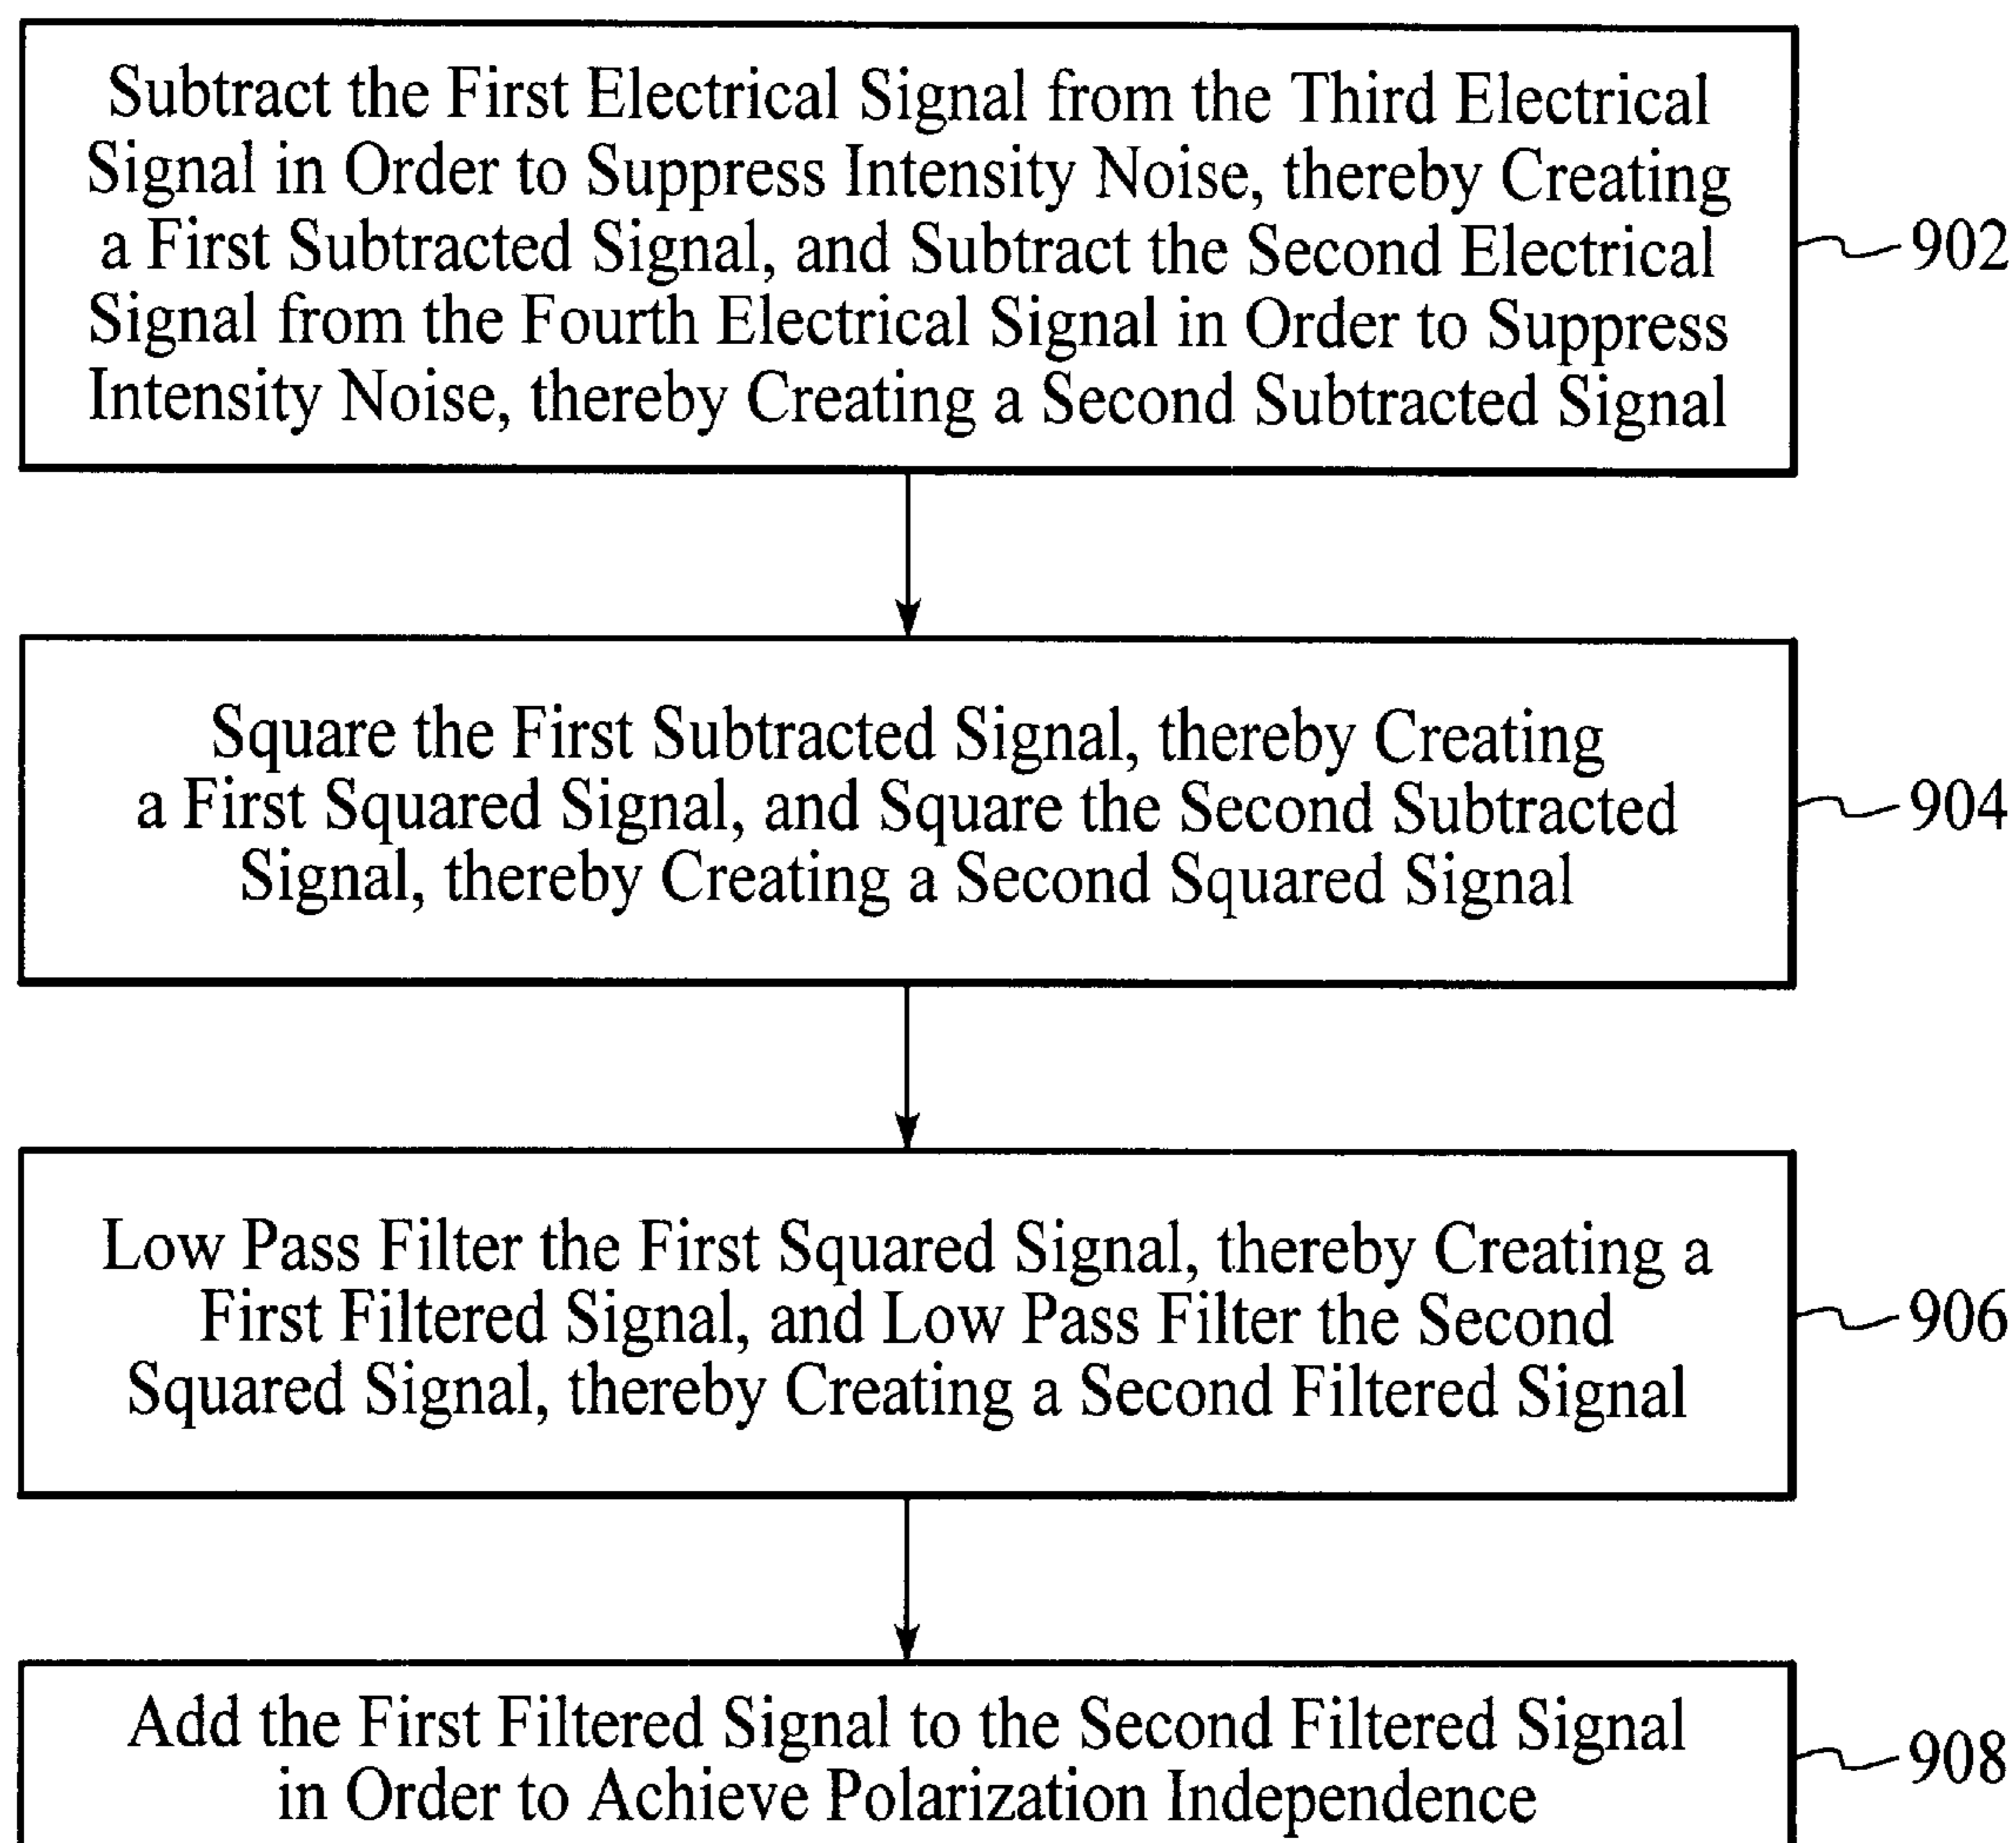 Subtract the First Electrical Signal from the Third Electrical
Signal in Order to Suppress Intensity Noise, thereby Creating
a First Subtracted Signal, and Subtract the Second Electrical
Signal from the Fourth Electrical Signal in Order to Suppress
Intensity Noise, thereby Creating a Second Subtracted Signal
902
Square the First Subtracted Signal, thereby Creating
a First Squared Signal, and Square the Second Subtracted
Signal, thereby Creating a Second Squared Signal
904
Low Pass Filter the First Squared Signal, thereby Creating a
First Filtered Signal, and Low Pass Filter the Second
Squared Signal, thereby Creating a Second Filtered Signal
906
Add the First Filtered Signal to the Second Filtered Signal
in Order to Achieve Polarization Independence
908